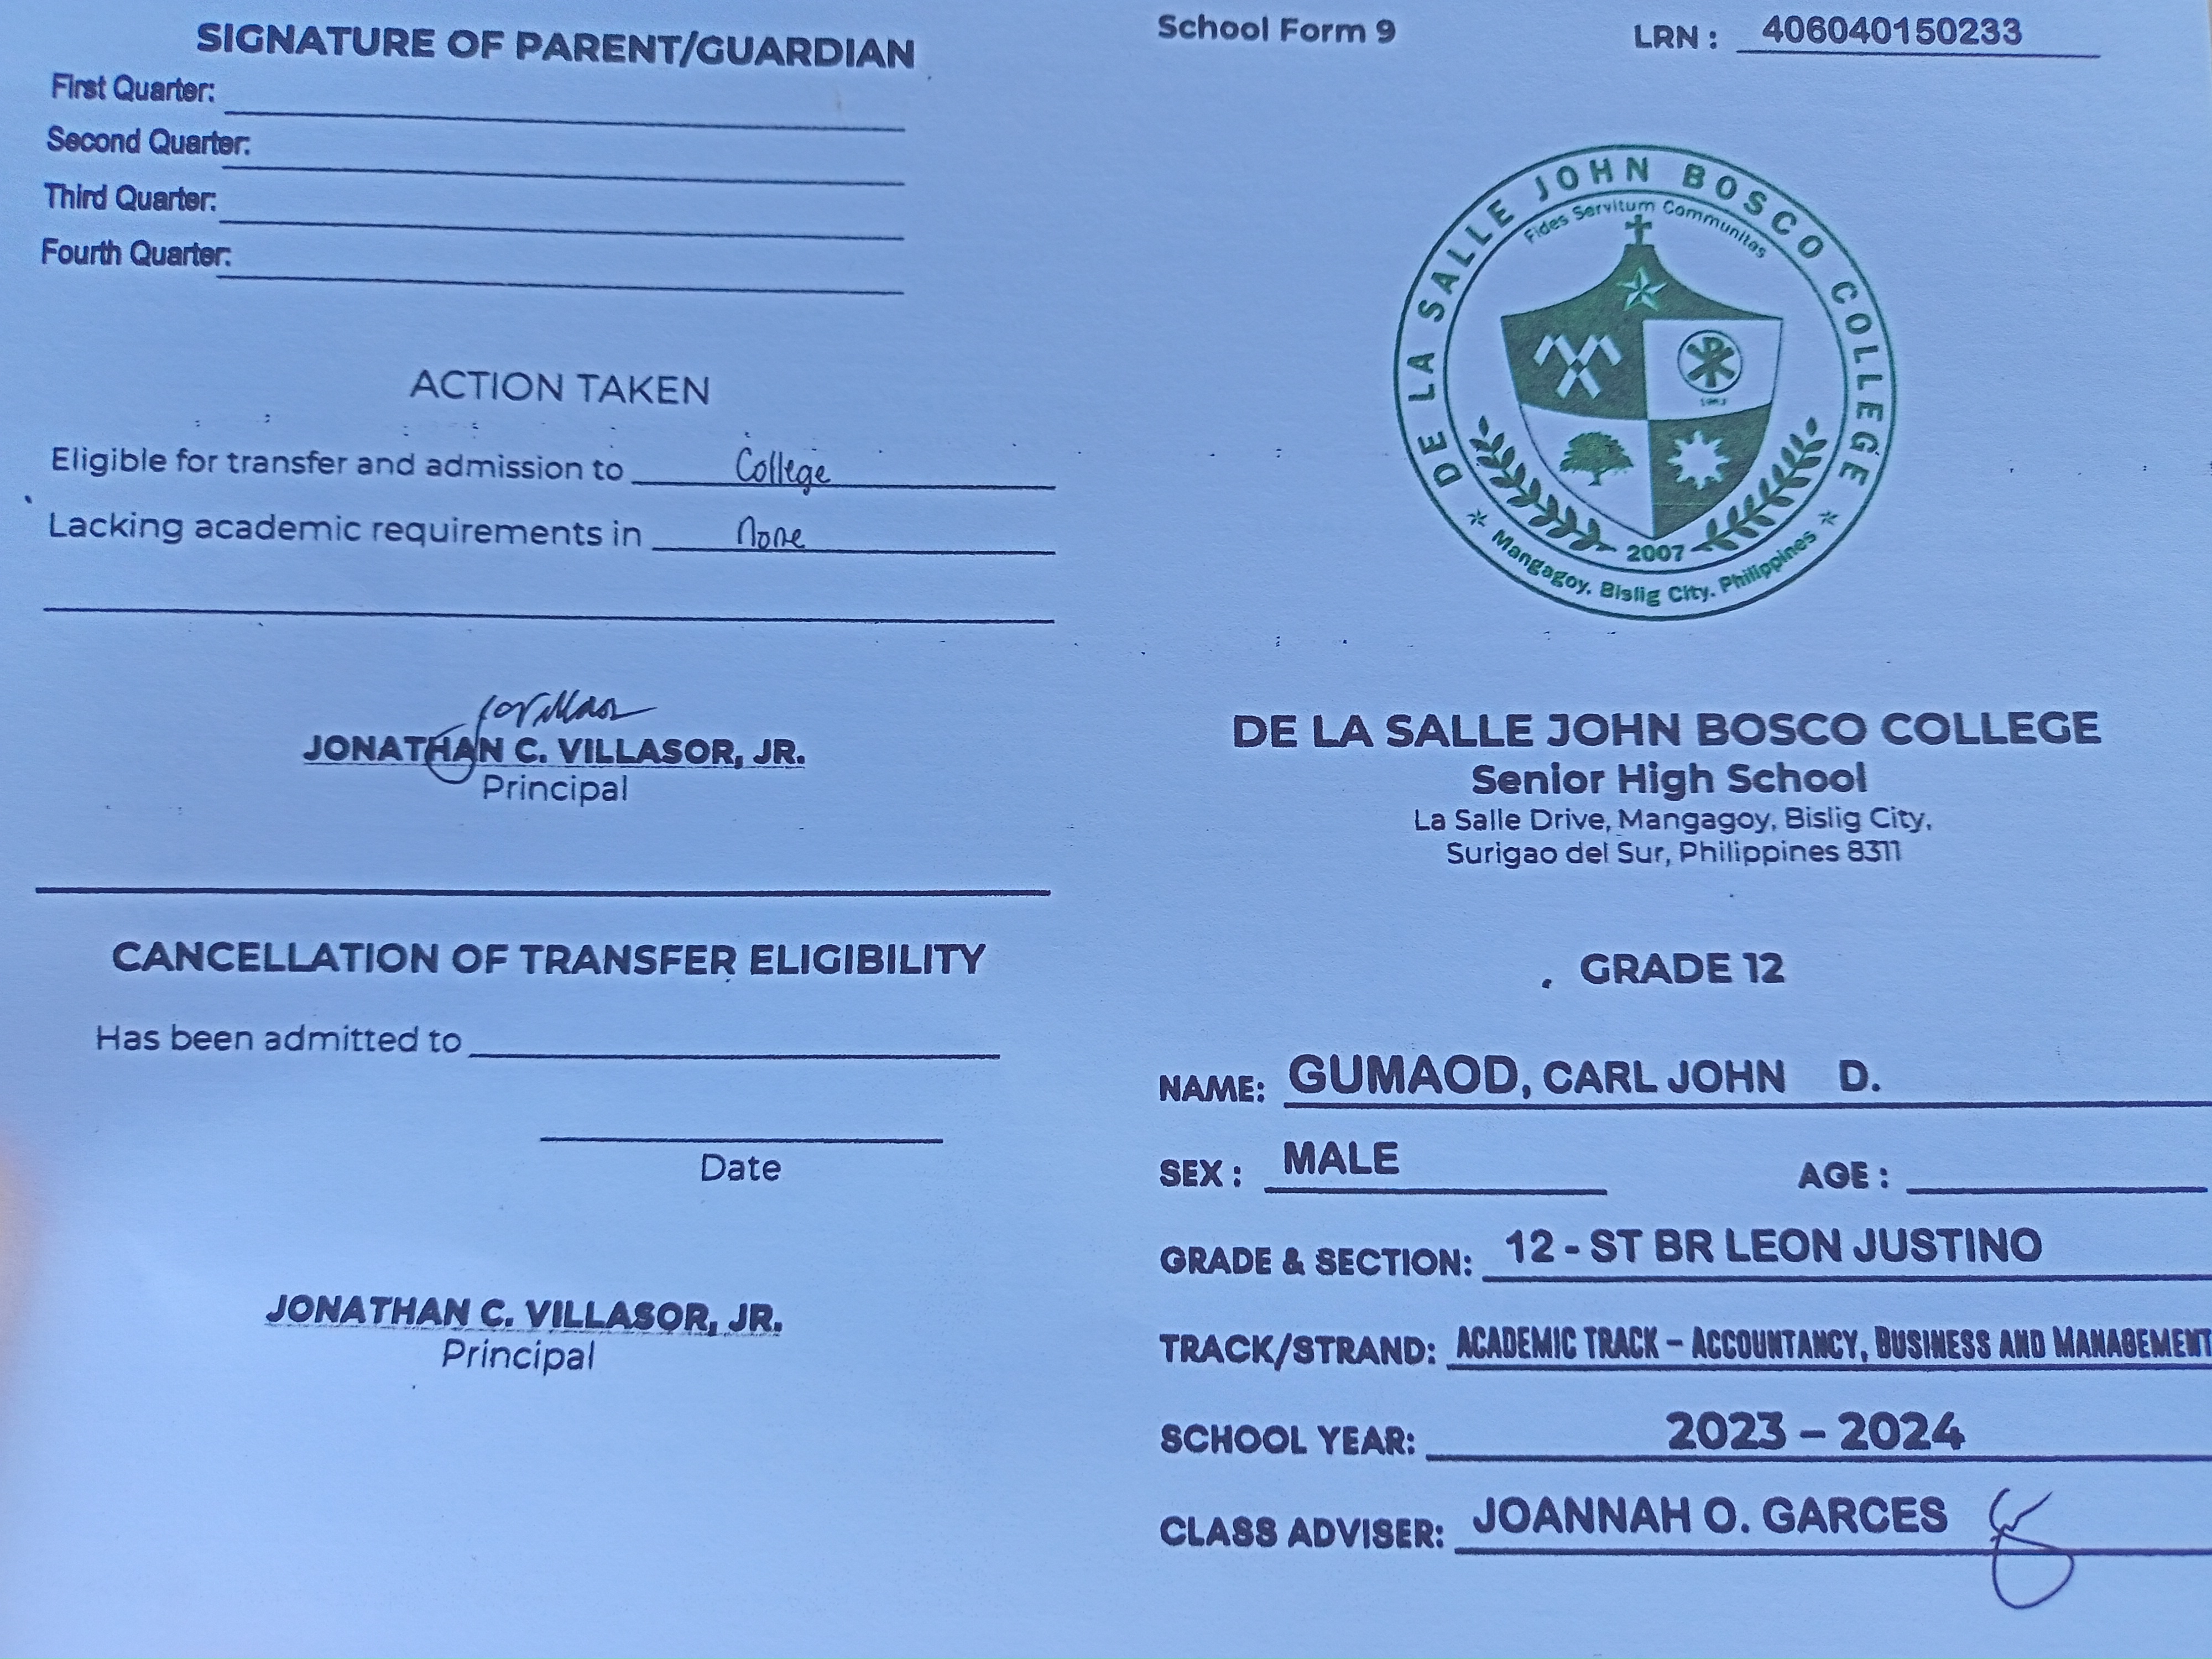 SIGNATURE OF PARENT/GUARDIAN
First Quarter:
Second Quarter:
Third Quarter:
Fourth Quarter:
ACTION TAKEN
Eligible for transfer and admission to College
Lacking academic requirements in None
JONATHAN C. VILLASOR, JR.
Principal
CANCELLATION OF TRANSFER ELIGIBILITY
Has been admitted to
Date
JONATHAN C. VILLASOR, JR.
Principal
School Form 9 LRN : 406040150233
DE LA SALLE JOHN BOSCO COLLEGE
Fides Servitum Communitas
2007
Mangagoy, Bislig City, Philippines
DE LA SALLE JOHN BOSCO COLLEGE
Senior High School
La Salle Drive, Mangagoy, Bislig City,
Surigao del Sur, Philippines 8311
GRADE 12
NAME: GUMAOD, CARL JOHN D.
SEX : MALE AGE :
GRADE & SECTION: 12 - ST BR LEON JUSTINO
TRACK/STRAND: ACADEMIC TRACK – ACCOUNTANCY, BUSINESS AND MANAGEMENT
SCHOOL YEAR: 2023 – 2024
CLASS ADVISER: JOANNAH O. GARCES